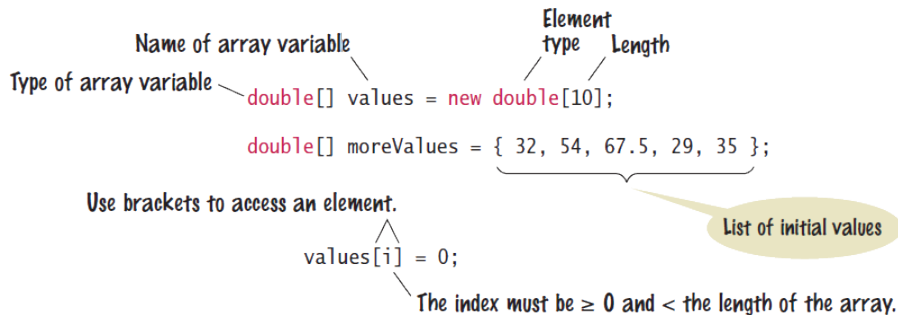 Element
Name of array variable type Length
Type of array variable
double[] values = new double[10];
double[] moreValues = { 32, 54, 67.5, 29, 35 };
Use brackets to access an element.
List of initial values
values[i] = 0;
The index must be ≥ 0 and < the length of the array.